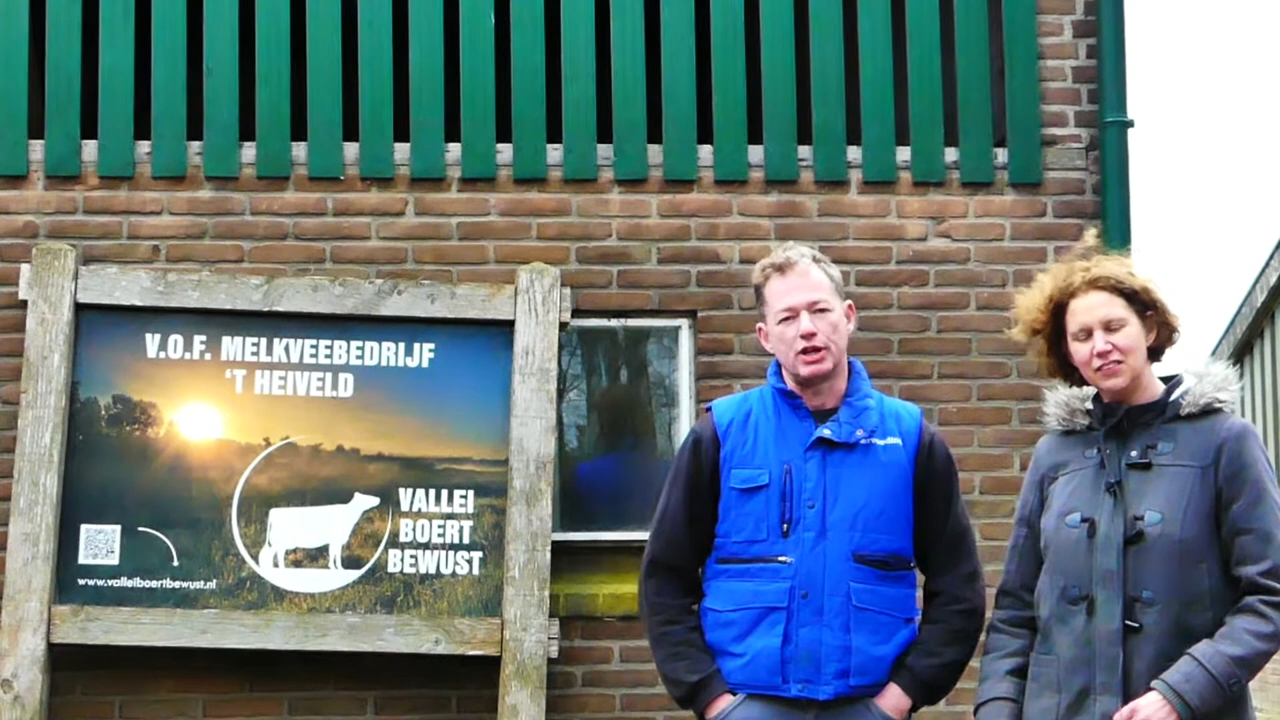 V.O.F. MELKVEEBEDRIJF
'T HEIVELD
VALLEI
BOERT
BEWUST
www.valleiboertbewust.nl